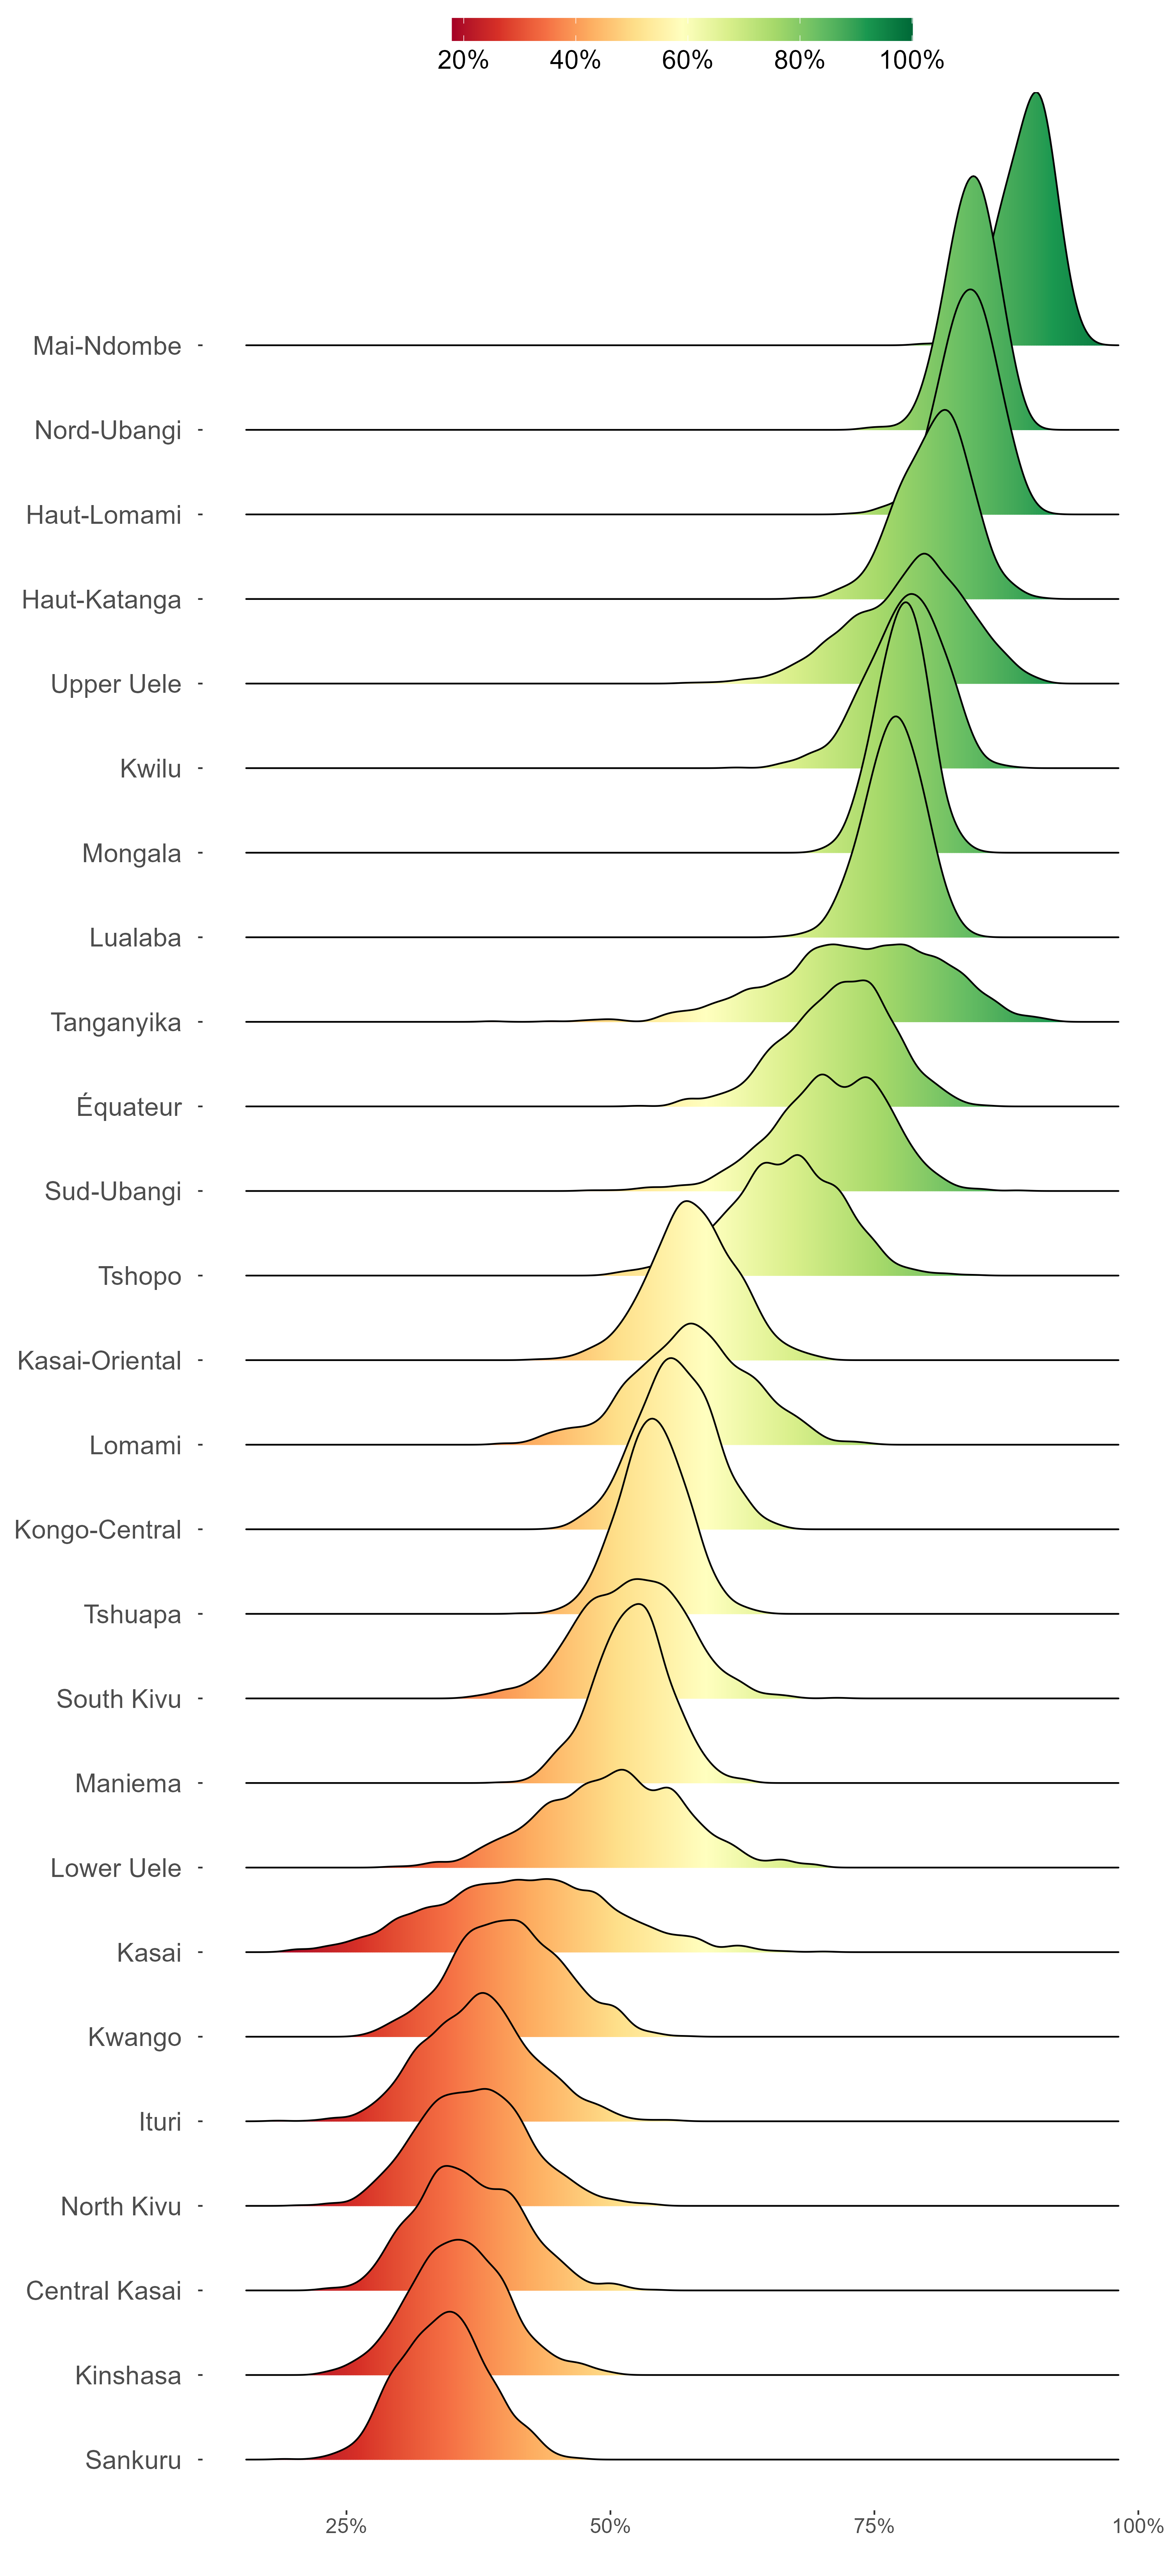 20% 40% 60% 80% 100%
Mai-Ndombe
Nord-Ubangi
Haut-Lomami
Haut-Katanga
Upper Uele
Kwilu
Mongala
Lualaba
Tanganyika
Équateur
Sud-Ubangi
Tshopo
Kasai-Oriental
Lomami
Kongo-Central
Tshuapa
South Kivu
Maniema
Lower Uele
Kasai
Kwango
Ituri
North Kivu
Central Kasai
Kinshasa
Sankuru
25% 50% 75% 100%